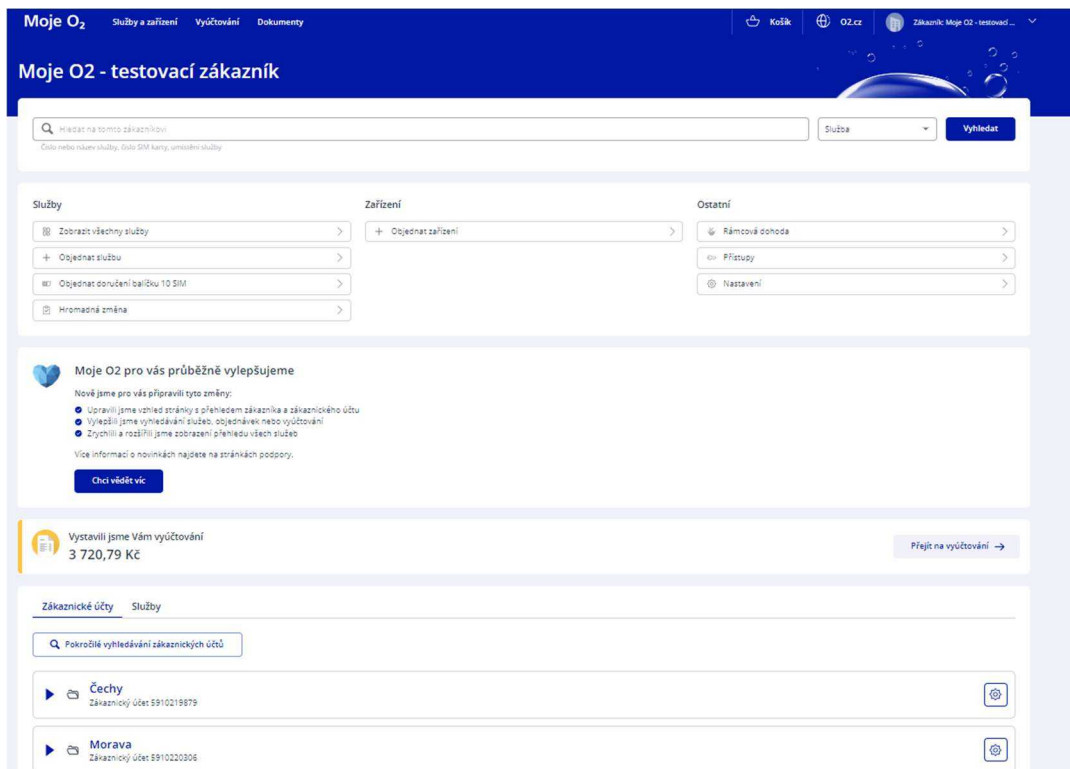 Moje O₂
Služby a zařízení Vyúčtování Dokumenty
Košík
O2.cz
Zákazník: Moje O2 - testovací ...
Moje O2 - testovací zákazník
Hledat na tomto zákazníkovi
Služba
Vyhledat
Číslo nebo název služby, číslo SIM karty, umístění služby
Služby
Zobrazit všechny služby
Objednat službu
Objednat doručení balíčku 10 SIM
Hromadná změna
Zařízení
Objednat zařízení
Ostatní
Rámcová dohoda
Přístupy
Nastavení
Moje O2 pro vás průběžně vylepšujeme
Nově jsme pro vás připravili tyto změny:
Upravili jsme vzhled stránky s přehledem zákazníka a zákaznického účtu
Vylepšili jsme vyhledávání služeb, objednávek nebo vyúčtování
Zrychlili a rozšířili jsme zobrazení přehledu všech služeb
Více informací o novinkách najdete na stránkách podpory.
Chci vědět víc
Vystavili jsme Vám vyúčtování
3 720,79 Kč
Přejít na vyúčtování →
Zákaznické účty Služby
Pokročilé vyhledávání zákaznických účtů
Čechy
Zákaznický účet 5910219879
Morava
Zákaznický účet 5910220306